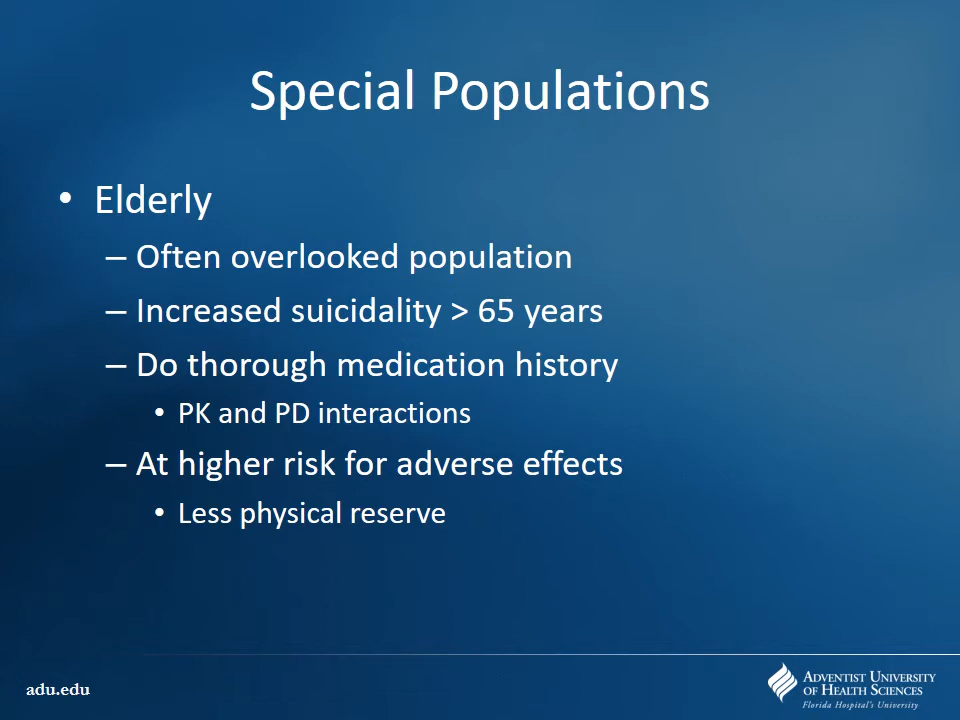 Special Populations
• Elderly
– Often overlooked population
– Increased suicidality > 65 years
– Do thorough medication history
• PK and PD interactions
– At higher risk for adverse effects
• Less physical reserve
adu.edu
ADVENTIST UNIVERSITY
OF HEALTH SCIENCES
Florida Hospital's University